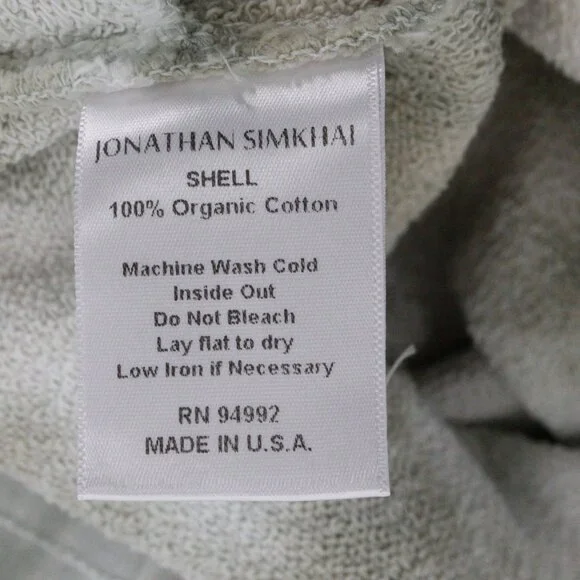 JONATHAN SIMKHAI
SHELL
100% Organic Cotton
Machine Wash Cold
Inside Out
Do Not Bleach
Lay flat to dry
Low Iron if Necessary
RN 94992
MADE IN U.S.A.